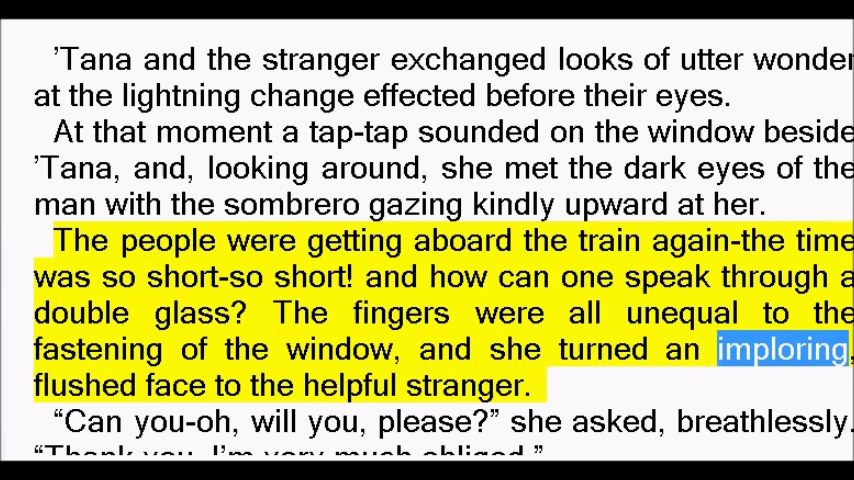 ’Tana and the stranger exchanged looks of utter wonder
at the lightning change effected before their eyes.
At that moment a tap-tap sounded on the window beside
’Tana, and, looking around, she met the dark eyes of the
man with the sombrero gazing kindly upward at her.
The people were getting aboard the train again-the time
was so short-so short! and how can one speak through a
double glass? The fingers were all unequal to the
fastening of the window, and she turned an imploring,
flushed face to the helpful stranger.
“Can you-oh, will you, please?” she asked, breathlessly.
“Thank you, I’m very much obliged.”